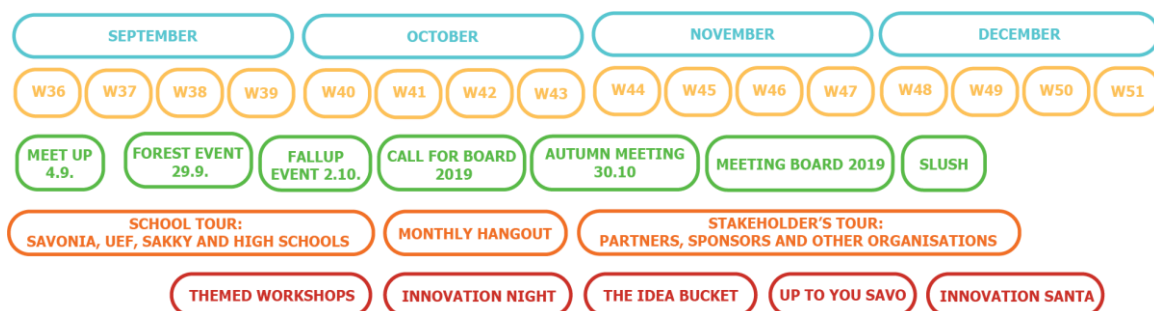 SEPTEMBER
OCTOBER
NOVEMBER
DECEMBER
W36
W37
W38
W39
W40
W41
W42
W43
W44
W45
W46
W47
W48
W49
W50
W51
MEET UP
4.9.
FOREST EVENT
29.9.
FALLUP
EVENT 2.10.
CALL FOR BOARD
2019
AUTUMN MEETING
30.10
MEETING BOARD 2019
SLUSH
SCHOOL TOUR:
SAVONIA, UEF, SAKKY AND HIGH SCHOOLS
MONTHLY HANGOUT
STAKEHOLDER'S TOUR:
PARTNERS, SPONSORS AND OTHER ORGANISATIONS
THEMED WORKSHOPS
INNOVATION NIGHT
THE IDEA BUCKET
UP TO YOU SAVO
INNOVATION SANTA